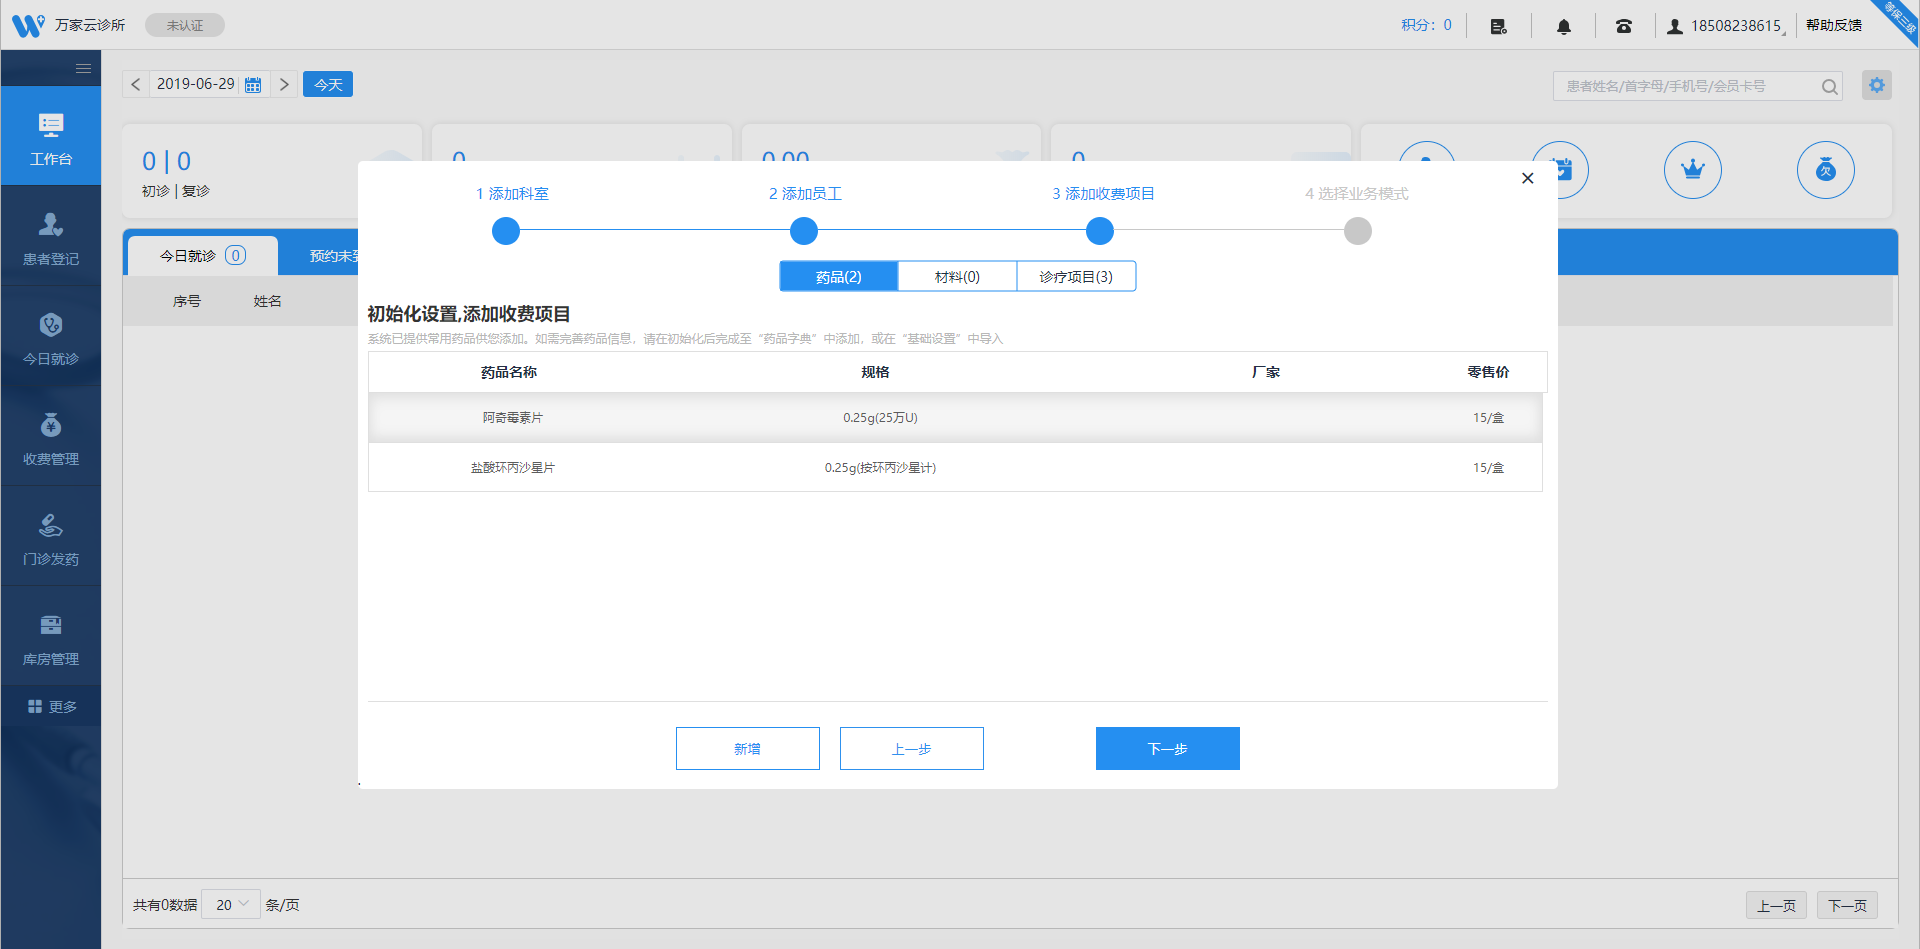 万家云诊所
未认证
积分：0
18508238615
帮助反馈
等保三级
2019-06-29
今天
患者姓名/首字母/手机号/会员卡号
工作台
患者登记
今日就诊
收费管理
门诊发药
库房管理
更多
0 | 0
初诊 | 复诊
0
0.00
0
欠
今日就诊 0
预约未到
序号
姓名
1 添加科室
2 添加员工
3 添加收费项目
4 选择业务模式
药品(2)
材料(0)
诊疗项目(3)
初始化设置,添加收费项目
系统已提供常用药品供您添加。如需完善药品信息，请在初始化后完成至“药品字典”中添加，或在“基础设置”中导入
药品名称 规格 厂家 零售价
阿奇霉素片 0.25g(25万U) 15/盒
盐酸环丙沙星片 0.25g(按环丙沙星计) 15/盒
新增
上一步
下一步
共有0数据 20 条/页
上一页
下一页